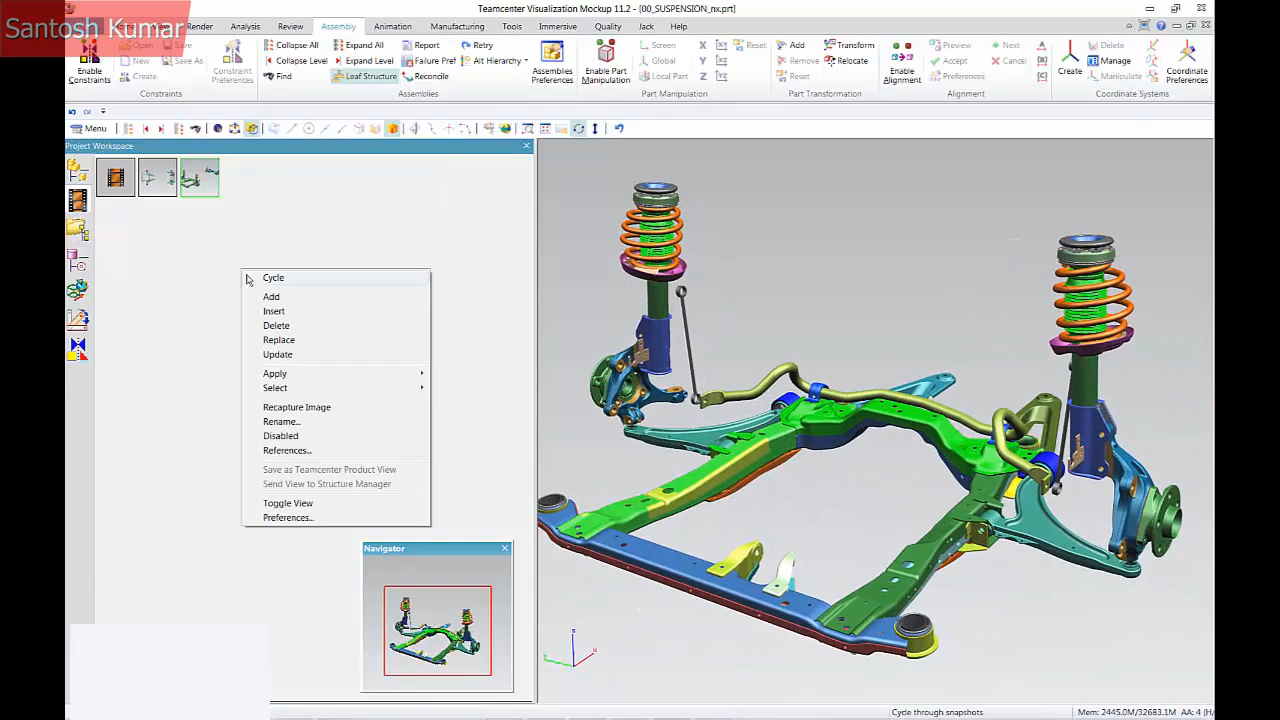 Teamcenter Visualization Mockup 11.2 - [00_SUSPENSION_nx.prt]
Santosh Kumar
Render Analysis Review Assembly Animation Manufacturing Tools Immersive Quality Jack Help
Open Save Collapse All Expand All Report Retry Screen X Reset Add Transform Preview Next Delete
New Save As Collapse Level Expand Level Failure Pref Alt Hierarchy Global Y Remove Relocate Accept Cancel Manage
Create Find Leaf Structure Reconcile Local Part Z Reset Preferences Manipulate
Enable Constraints
Constraint Preferences
Assemblies Preferences
Enable Part Manipulation
Enable Alignment
Create
Coordinate Preferences
Constraints Assemblies Part Manipulation Part Transformation Alignment Coordinate Systems
Menu
Project Workspace
Cycle
Add
Insert
Delete
Replace
Update
Apply
Select
Recapture Image
Rename...
Disabled
References...
Save as Teamcenter Product View
Send View to Structure Manager
Toggle View
Preferences...
Navigator
Cycle through snapshots
Mem: 2445.0M/32683.1M AA: 4 (H/